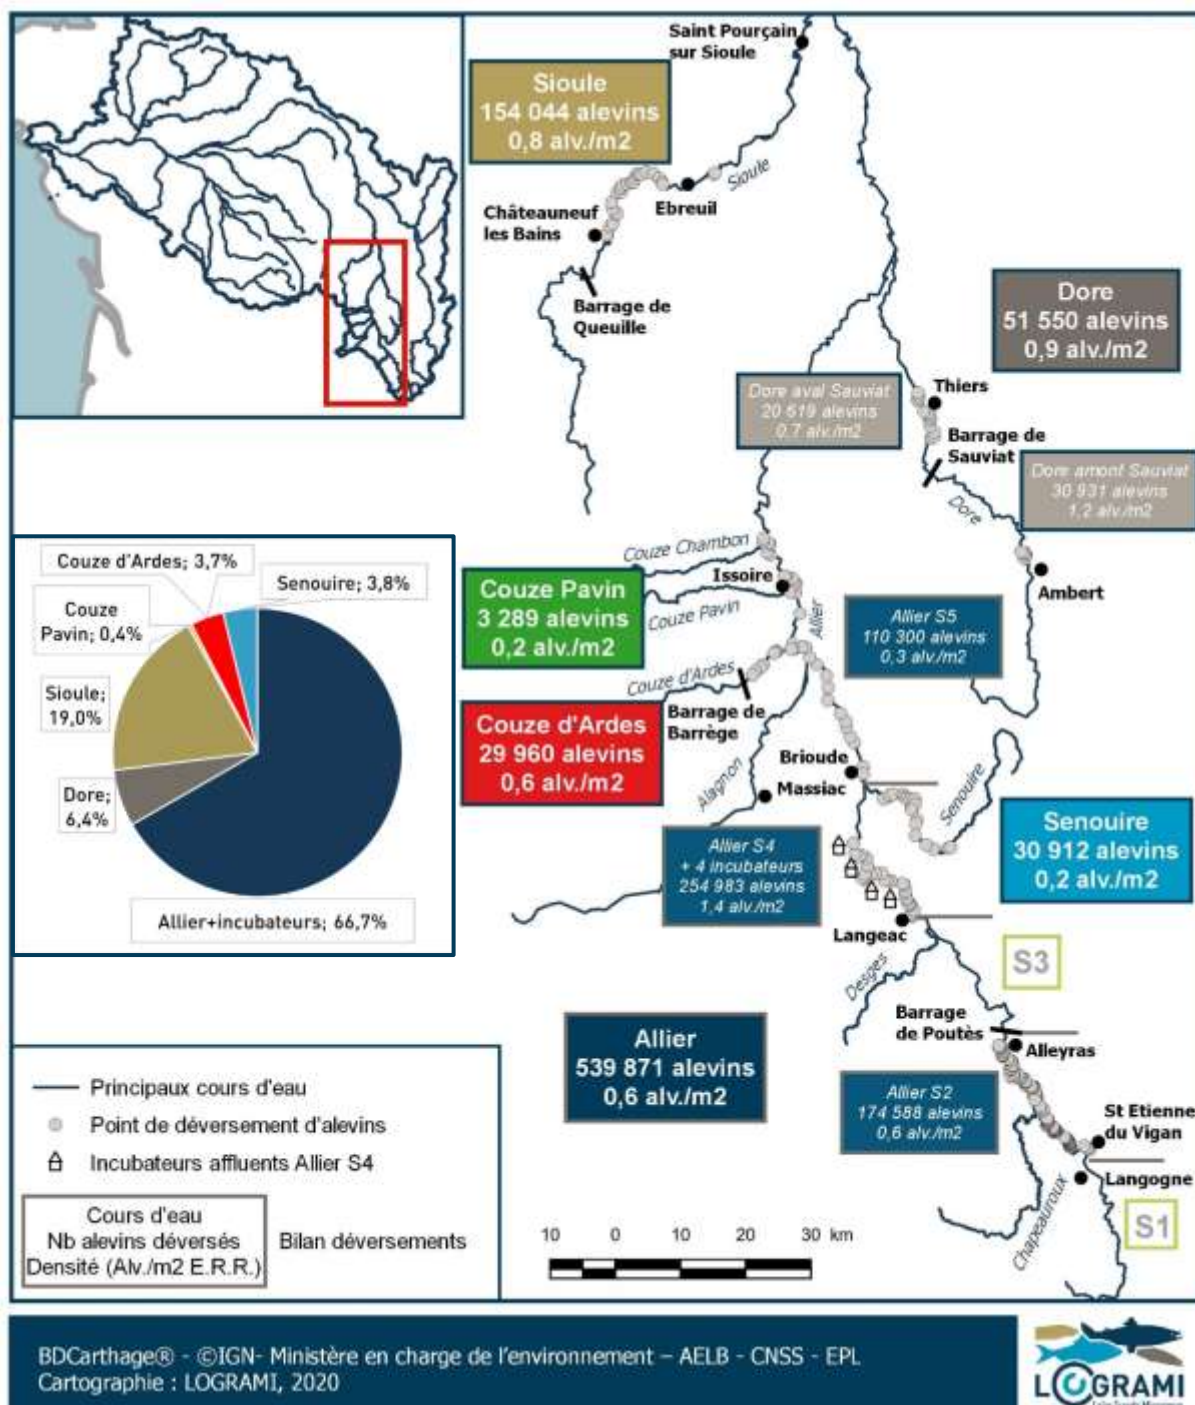 Saint Pourçain
sur Sioule
Sioule
154 044 alevins
0,8 alv./m2
Sioule
Ebreuil
Châteauneuf
les Bains
Barrage de
Queuille
Dore
51 550 alevins
0,9 alv./m2
Dore aval Sauviat
20 619 alevins
0,7 alv./m2
Thiers
Barrage de
Sauviat
Dore amont Sauviat
30 931 alevins
1,2 alv./m2
Dore
Ambert
Couze Chambon
Issoire
Couze Pavin
3 289 alevins
0,2 alv./m2
Couze Pavin
Allier
Allier S5
110 300 alevins
0,3 alv./m2
Couze d'Ardes
Barrage de
Barrège
Couze d'Ardes
29 960 alevins
0,6 alv./m2
Alagnon
Brioude
Massiac
Senouire
Senouire
30 912 alevins
0,2 alv./m2
Allier S4
+ 4 incubateurs
254 983 alevins
1,4 alv./m2
Langeac
Desges
S3
Barrage
de Poutès
Alleyras
Allier
539 871 alevins
0,6 alv./m2
Allier S2
174 588 alevins
0,6 alv./m2
St Etienne
du Vigan
Langogne
Chapeauroux
S1
Couze d'Ardes; 3,7%
Senouire; 3,8%
Couze
Pavin; 0,4%
Sioule;
19,0%
Dore;
6,4%
Allier+incubateurs; 66,7%
Principaux cours d'eau
Point de déversement d'alevins
Incubateurs affluents Allier S4
Cours d'eau
Nb alevins déversés
Densité (Alv./m2 E.R.R.)
Bilan déversements
10 0 10 20 30 km
BDCarthage® - ©IGN- Ministère en charge de l'environnement – AELB - CNSS - EPL
Cartographie : LOGRAMI, 2020
LOGRAMI